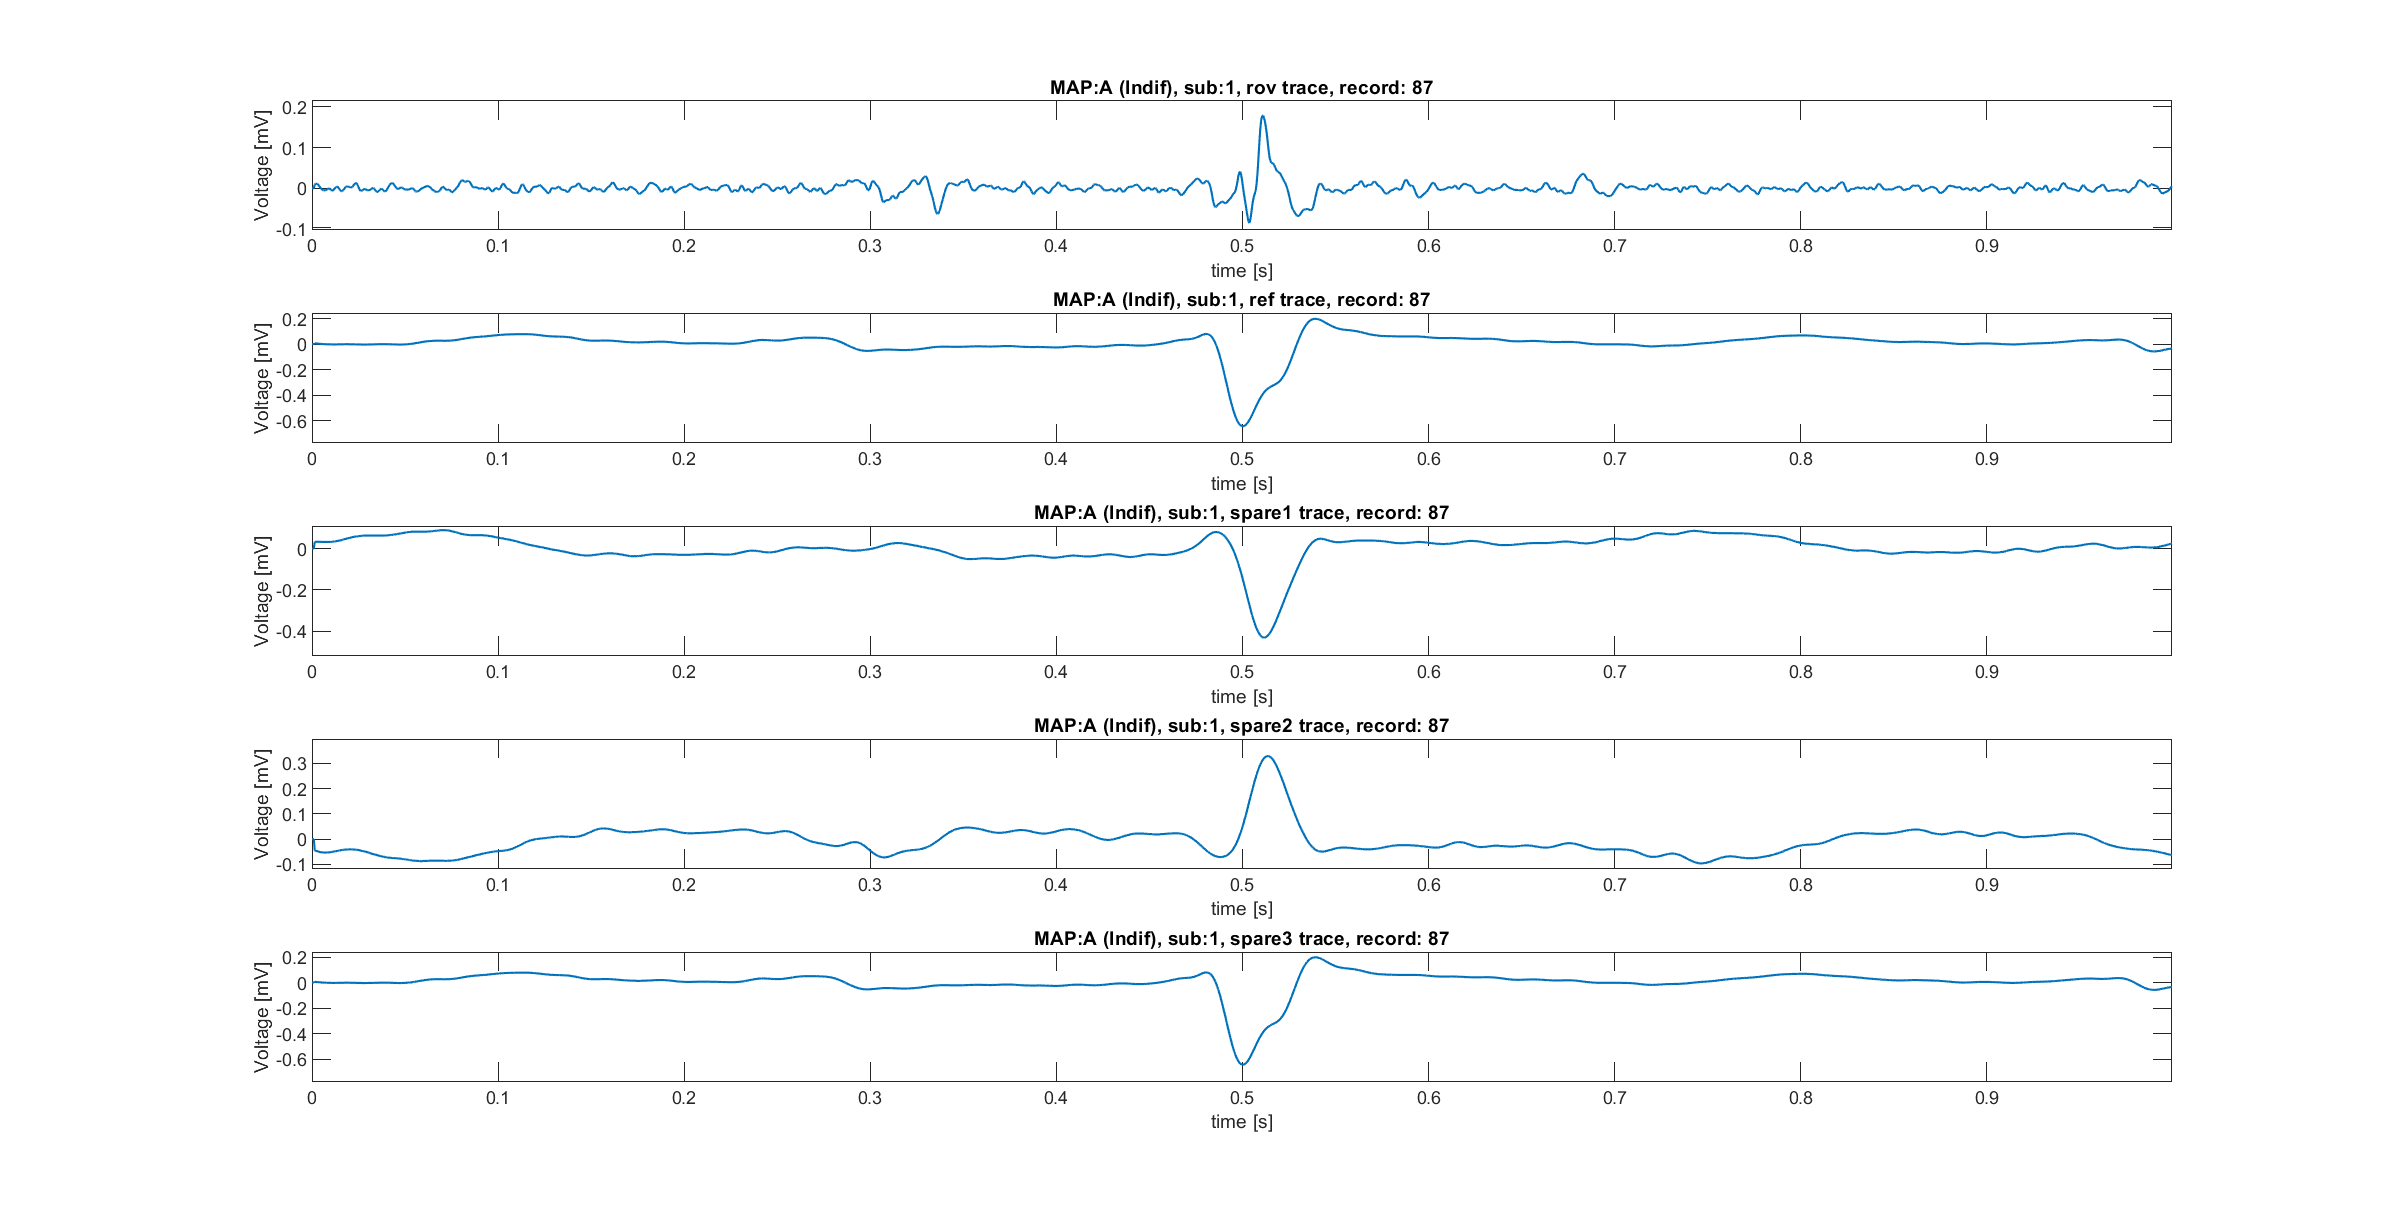 MAP:A (Indif), sub:1, rov trace, record: 87
Voltage [mV]
0.2
0.1
0
-0.1
0 0.1 0.2 0.3 0.4 0.5 0.6 0.7 0.8 0.9
time [s]
MAP:A (Indif), sub:1, ref trace, record: 87
Voltage [mV]
0.2
0
-0.2
-0.4
-0.6
0 0.1 0.2 0.3 0.4 0.5 0.6 0.7 0.8 0.9
time [s]
MAP:A (Indif), sub:1, spare1 trace, record: 87
Voltage [mV]
0
-0.2
-0.4
0 0.1 0.2 0.3 0.4 0.5 0.6 0.7 0.8 0.9
time [s]
MAP:A (Indif), sub:1, spare2 trace, record: 87
Voltage [mV]
0.3
0.2
0.1
0
-0.1
0 0.1 0.2 0.3 0.4 0.5 0.6 0.7 0.8 0.9
time [s]
MAP:A (Indif), sub:1, spare3 trace, record: 87
Voltage [mV]
0.2
0
-0.2
-0.4
-0.6
0 0.1 0.2 0.3 0.4 0.5 0.6 0.7 0.8 0.9
time [s]